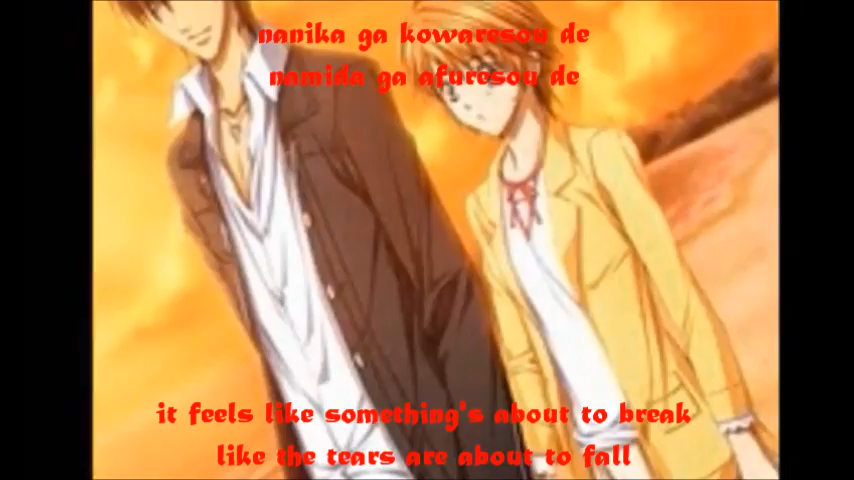 nanika ga kowaresou de
namida ga afuresou de
it feels like something's about to break
like the tears are about to fall